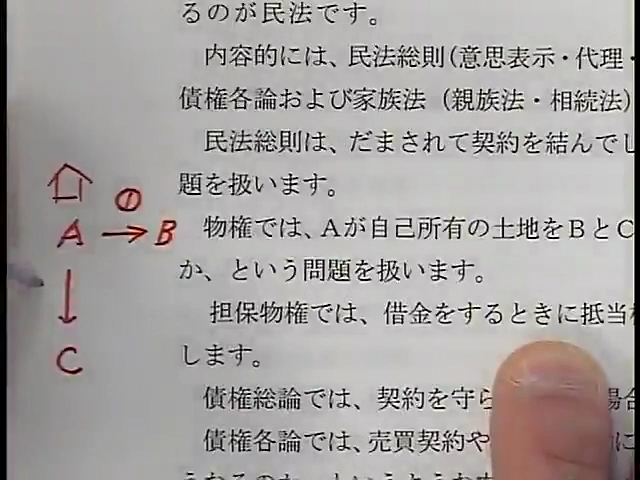 るのが民法です。
内容的には、民法総則(意思表示・代理・
債権各論および家族法(親族法・相続法)
民法総則は、だまされて契約を結んでし
題を扱います。
物権では、Aが自己所有の土地をBとC
か、という問題を扱います。
担保物権では、借金をするときに抵当
します。
債権総論では、契約を守ら 場合
債権各論では、売買契約や に
①
A → B
↓
C